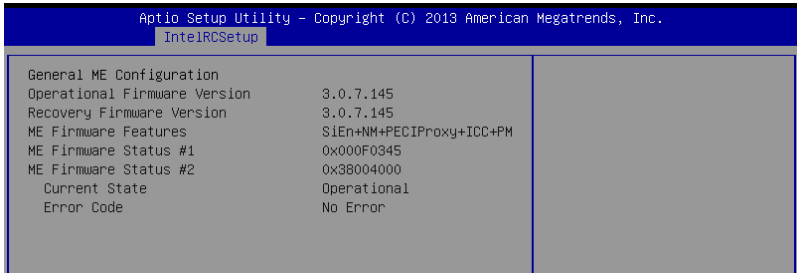 Aptio Setup Utility – Copyright (C) 2013 American Megatrends, Inc.
IntelRCSetup
General ME Configuration
Operational Firmware Version 3.0.7.145
Recovery Firmware Version 3.0.7.145
ME Firmware Features SiEn+NM+PECIProxy+ICC+PM
ME Firmware Status #1 0x000F0345
ME Firmware Status #2 0x38004000
Current State Operational
Error Code No Error